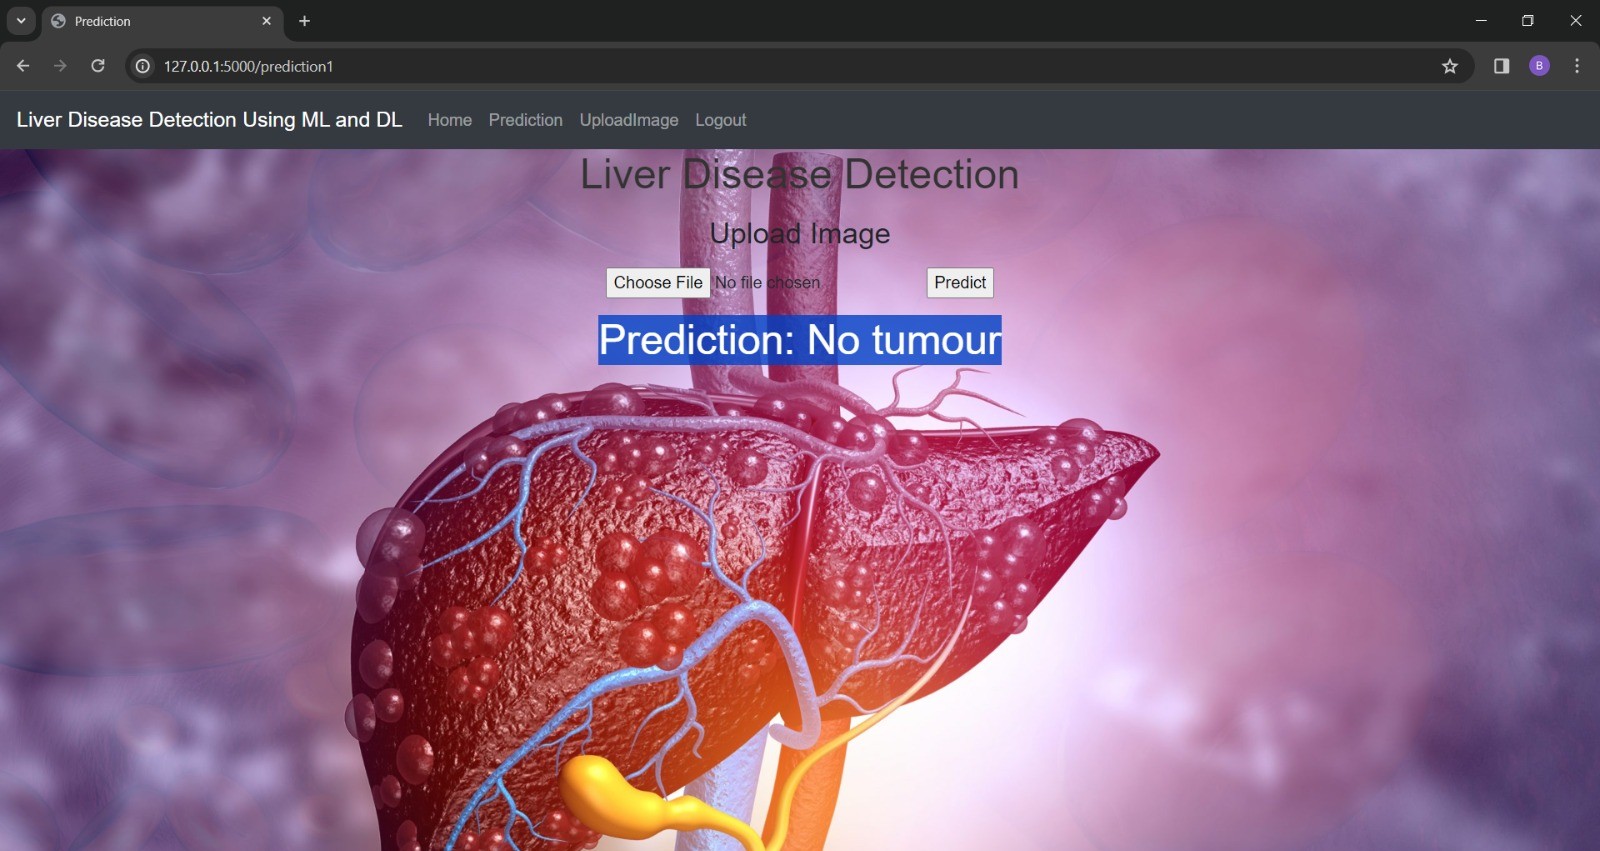 Prediction
127.0.0.1:5000/prediction1
B
Liver Disease Detection Using ML and DL Home Prediction UploadImage Logout
Liver Disease Detection
Upload Image
Choose File No file chosen Predict
Prediction: No tumour